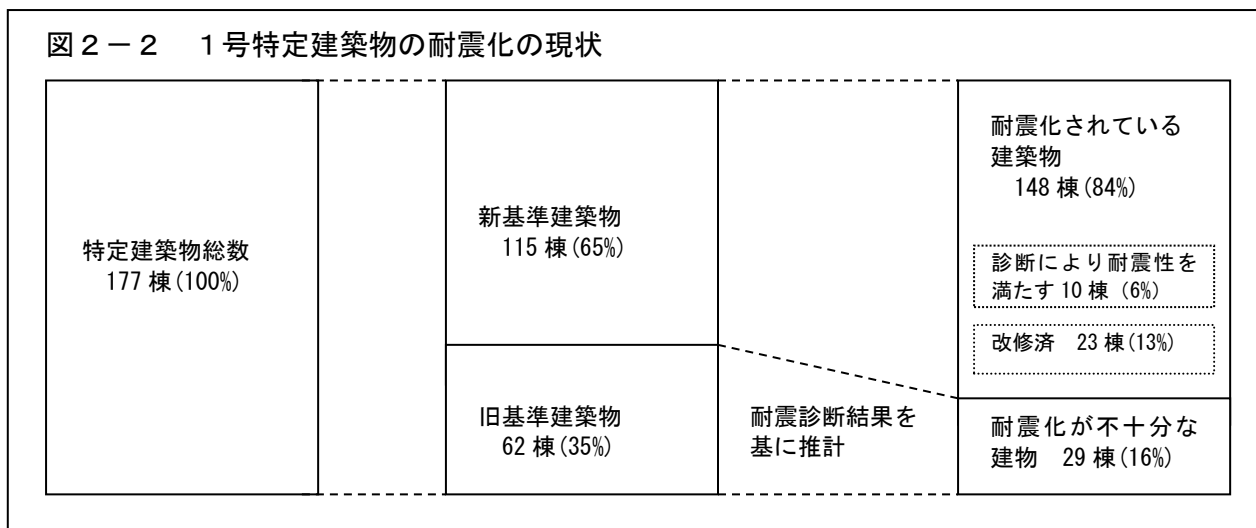 図２－２　１号特定建築物の耐震化の現状
特定建築物総数
177 棟(100%)
新基準建築物
115 棟(65%)
旧基準建築物
62 棟(35%)
耐震診断結果を
基に推計
耐震化されている
建築物
148 棟(84%)
診断により耐震性を
満たす 10 棟 (6%)
改修済　23 棟(13%)
耐震化が不十分な
建物　29 棟(16%)